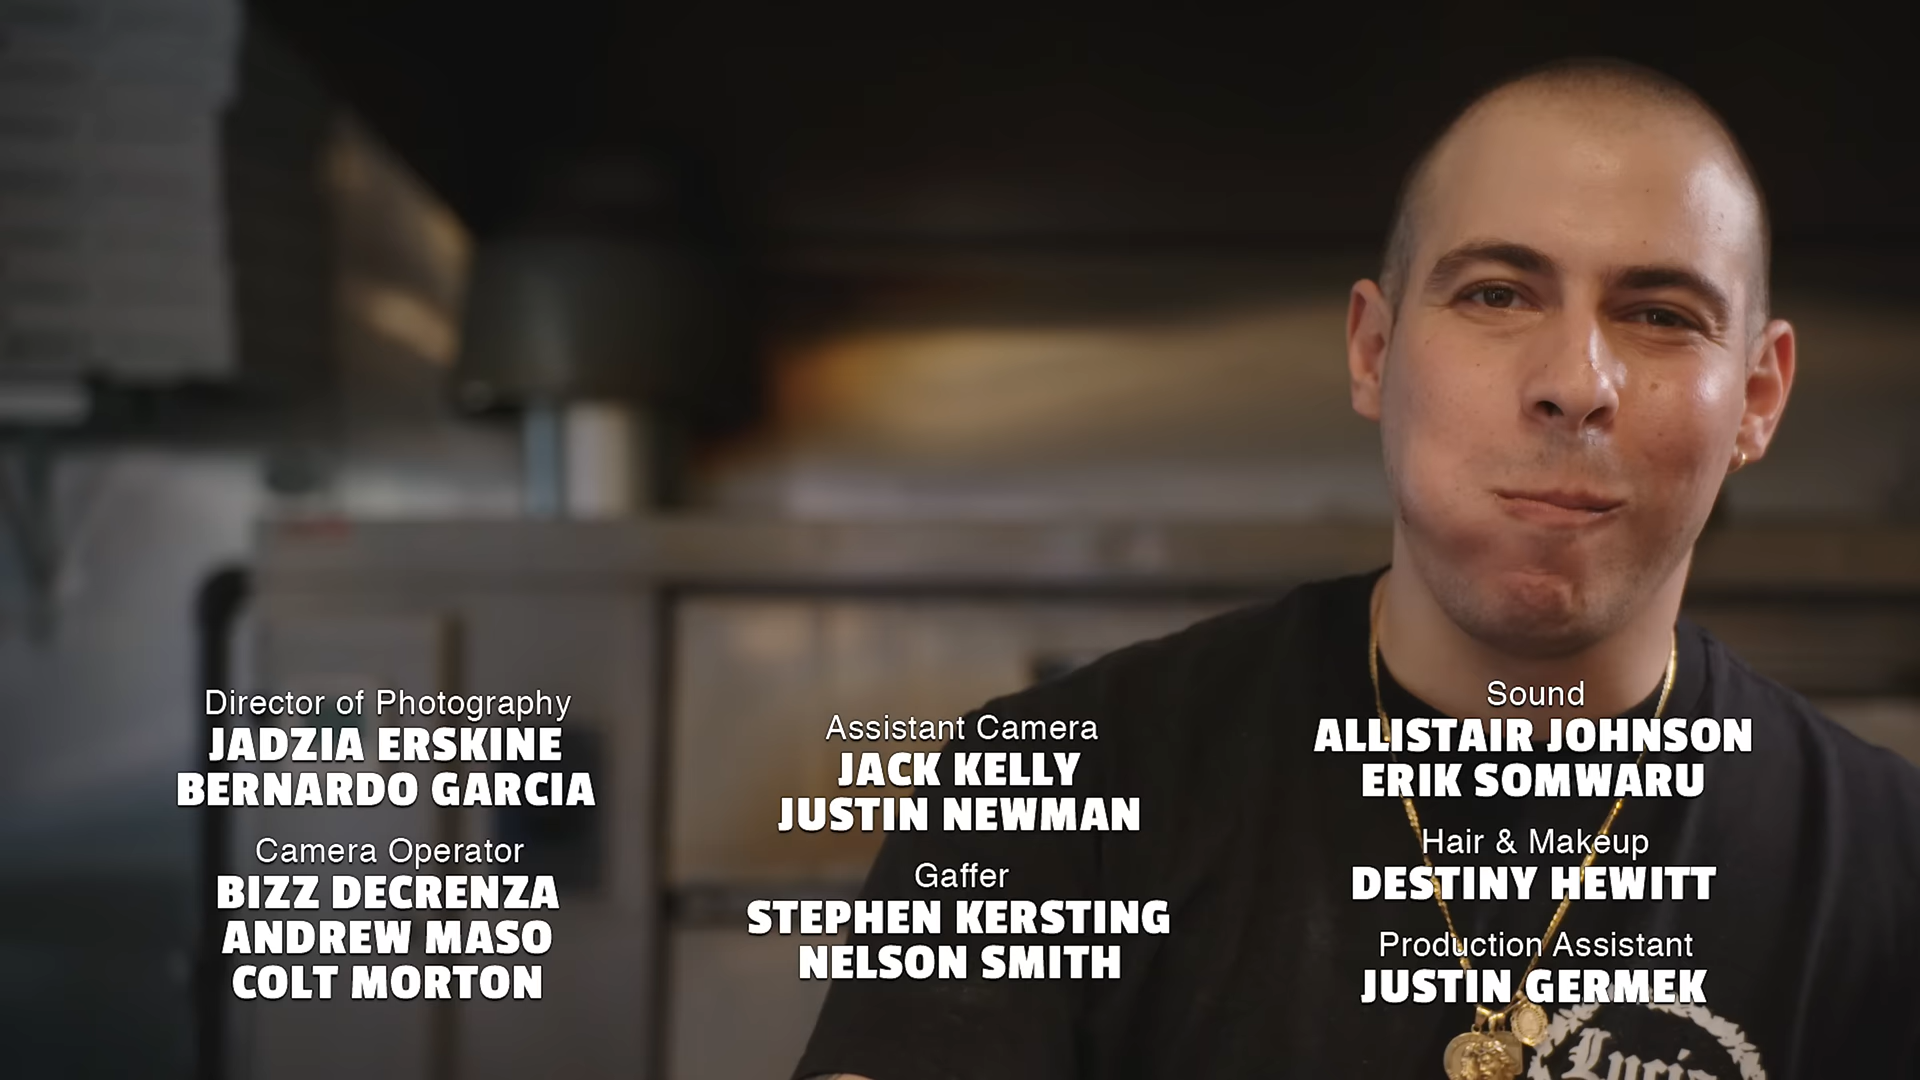 Director of Photography
JADZIA ERSKINE
BERNARDO GARCIA
Camera Operator
BIZZ DECRENZA
ANDREW MASO
COLT MORTON
Assistant Camera
JACK KELLY
JUSTIN NEWMAN
Gaffer
STEPHEN KERSTING
NELSON SMITH
Sound
ALLISTAIR JOHNSON
ERIK SOMWARU
Hair & Makeup
DESTINY HEWITT
Production Assistant
JUSTIN GERMEK